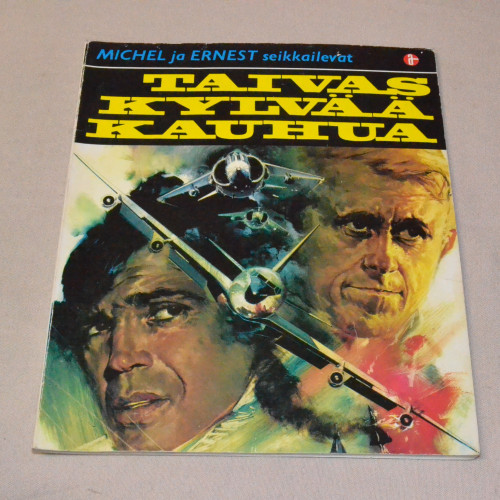 MICHEL ja ERNEST seikkailevat
TAIVAS
KYLVÄÄ
KAUHUA